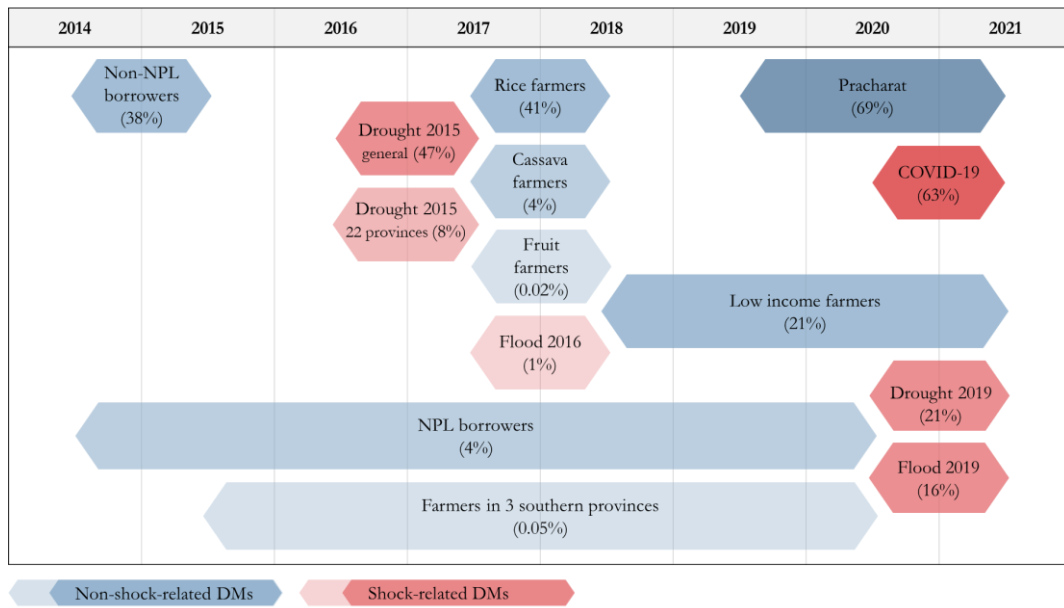 2014 2015 2016 2017 2018 2019 2020 2021
Non-NPL
borrowers
(38%)
Rice farmers
(41%)
Pracharat
(69%)
Drought 2015
general (47%)
Cassava
farmers
(4%)
COVID-19
(63%)
Drought 2015
22 provinces (8%)
Fruit
farmers
(0.02%)
Low income farmers
(21%)
Flood 2016
(1%)
Drought 2019
(21%)
NPL borrowers
(4%)
Flood 2019
(16%)
Farmers in 3 southern provinces
(0.05%)
Non-shock-related DMs
Shock-related DMs